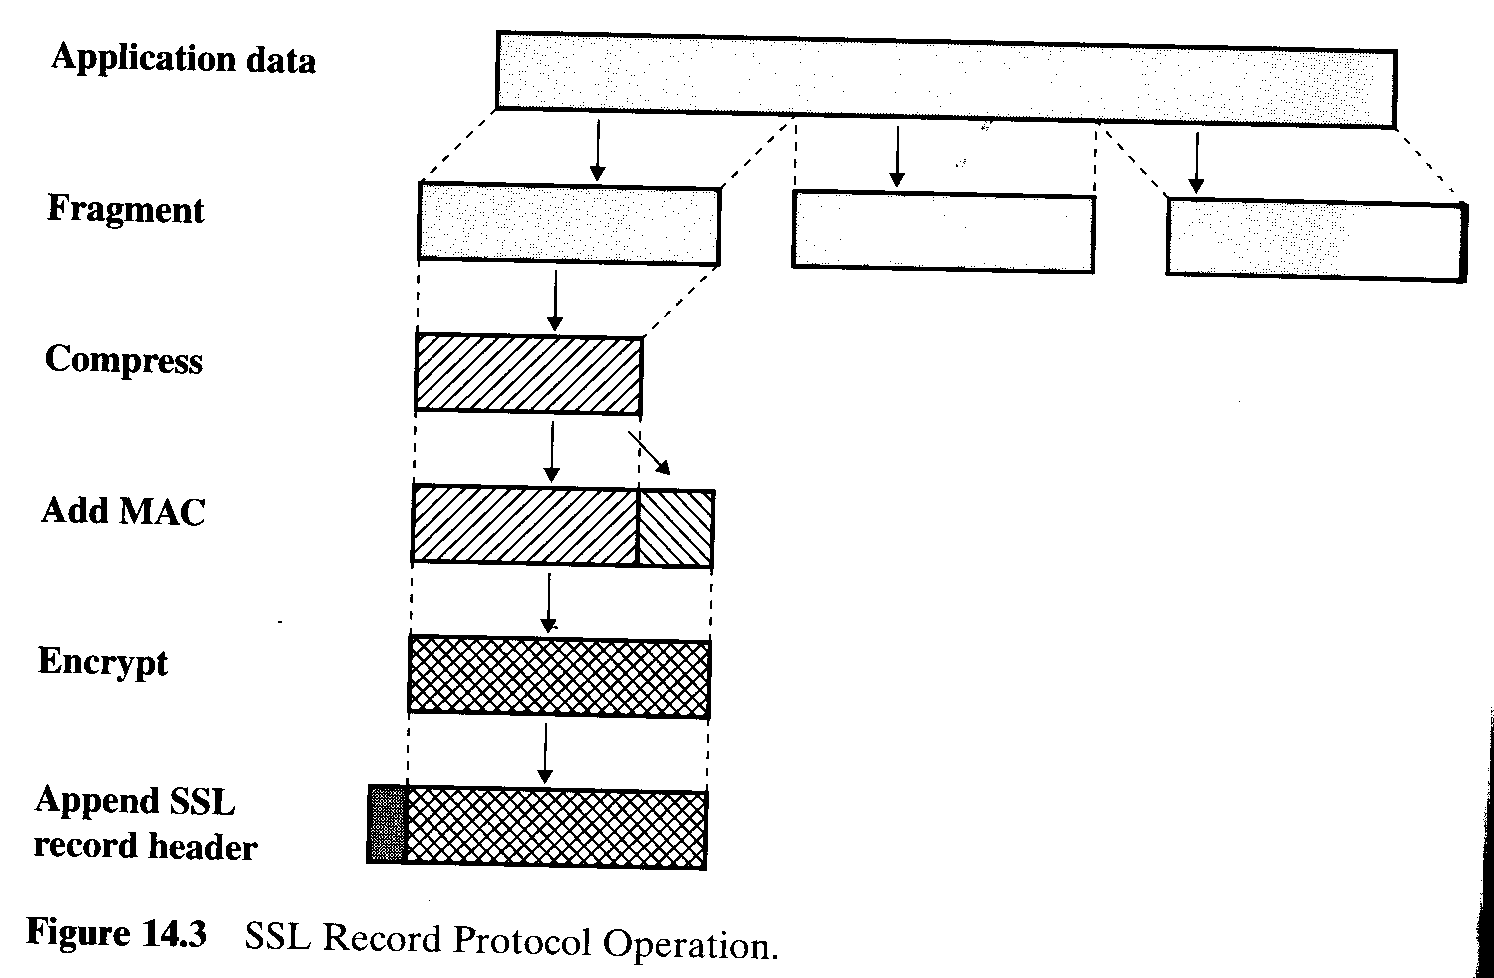 Application data
Fragment
Compress
Add MAC
Encrypt
Append SSL
record header
Figure 14.3 SSL Record Protocol Operation.